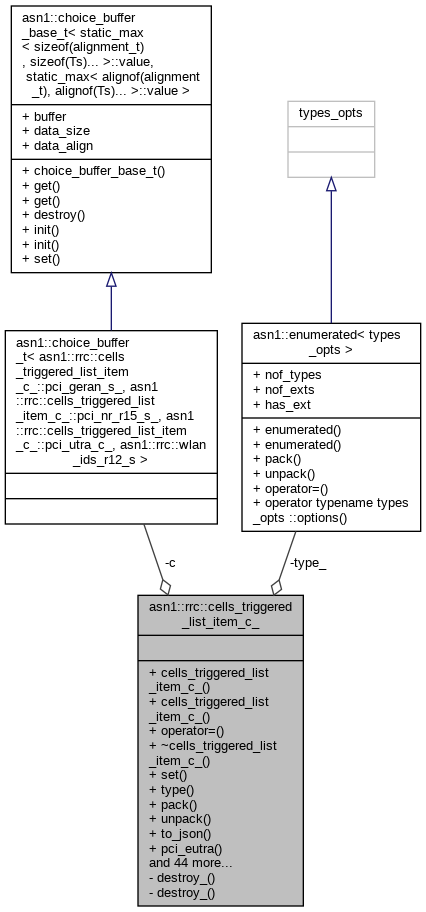 asn1::choice_buffer
_base_t< static_max
< sizeof(alignment_t)
, sizeof(Ts)... >::value,
static_max< alignof(alignment
_t), alignof(Ts)... >::value >
+ buffer
+ data_size
+ data_align
+ choice_buffer_base_t()
+ get()
+ get()
+ destroy()
+ init()
+ init()
+ set()
types_opts
asn1::choice_buffer
_t< asn1::rrc::cells
_triggered_list_item
_c_::pci_geran_s_, asn1
::rrc::cells_triggered_list
_item_c_::pci_nr_r15_s_, asn1
::rrc::cells_triggered_list_item
_c_::pci_utra_c_, asn1::rrc::wlan
_ids_r12_s >
asn1::enumerated< types
_opts >
+ nof_types
+ nof_exts
+ has_ext
+ enumerated()
+ enumerated()
+ pack()
+ unpack()
+ operator=()
+ operator typename types
_opts ::options()
-c
-type_
asn1::rrc::cells_triggered
_list_item_c_
+ cells_triggered_list
_item_c_()
+ cells_triggered_list
_item_c_()
+ operator=()
+ ~cells_triggered_list
_item_c_()
+ set()
+ type()
+ pack()
+ unpack()
+ to_json()
+ pci_eutra()
and 44 more...
- destroy_()
- destroy_()